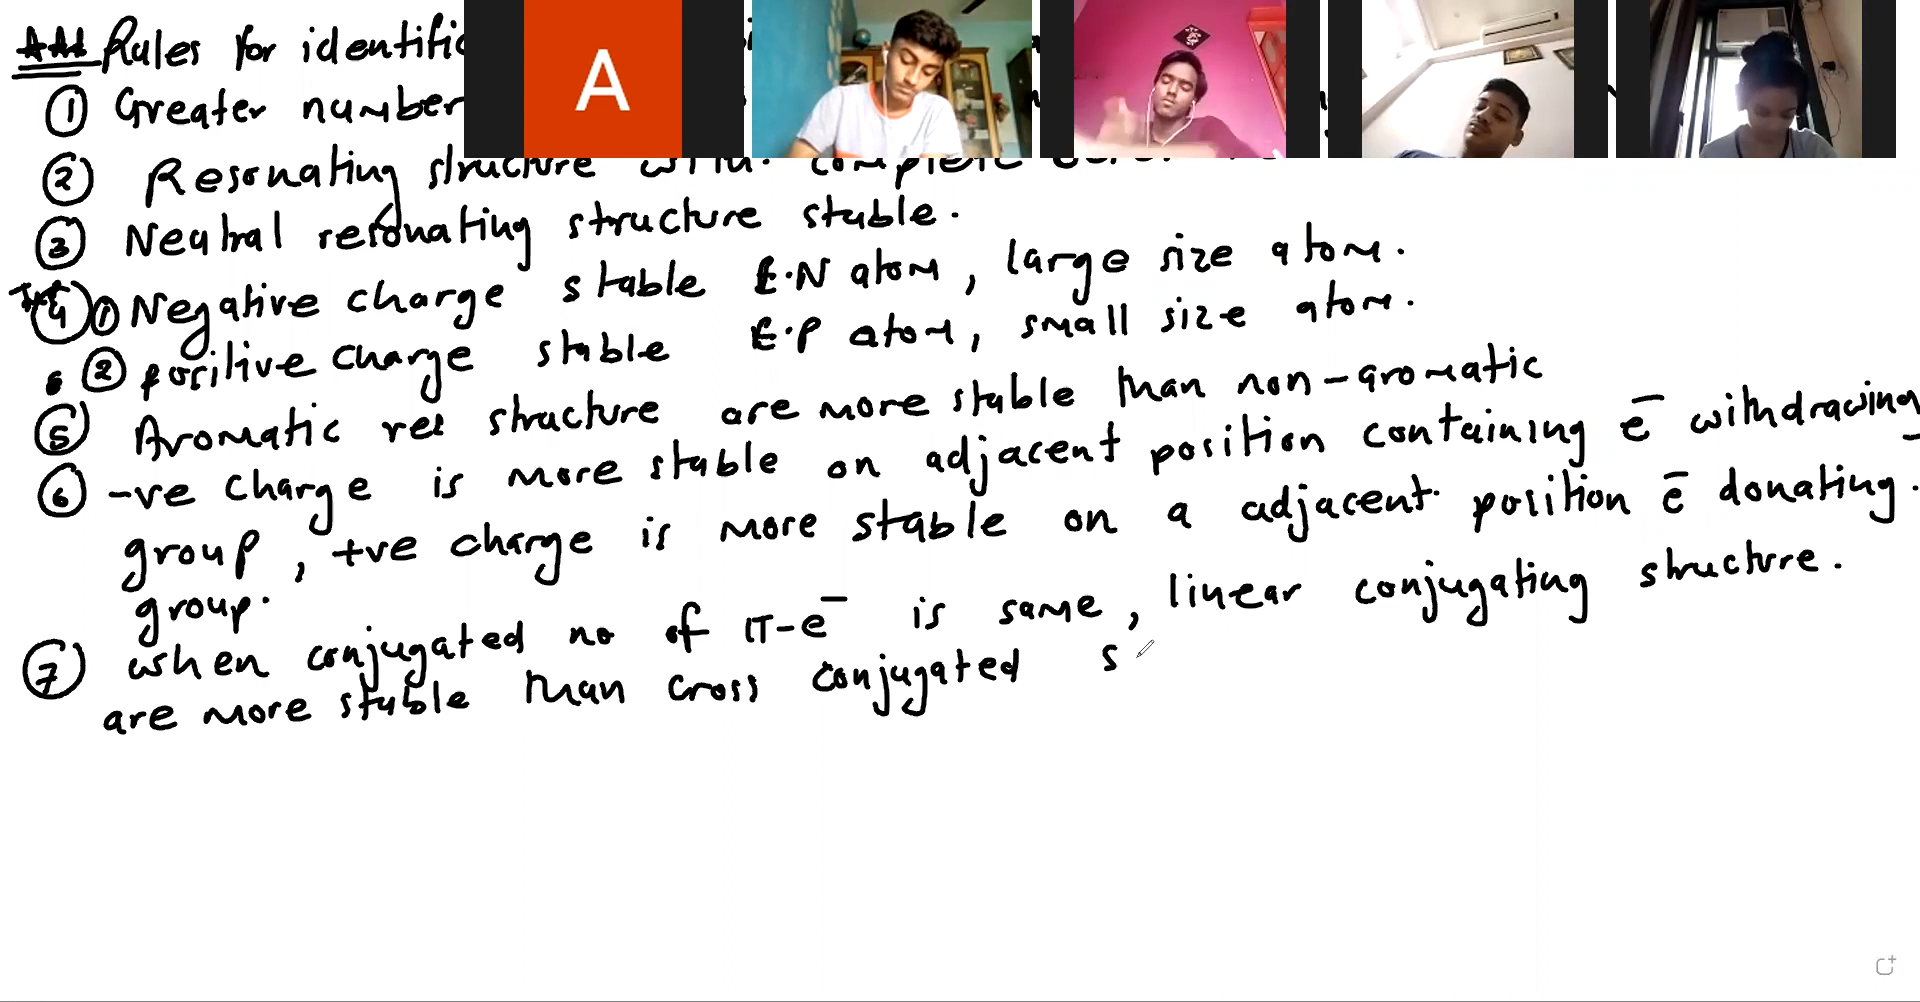 Rules for identific
A
① Greater number
② Resonating structure with complete
③ Neutral resonating structure stable.
④ ① Negative charge stable E.N atom, large size atom.
② positive charge stable E.P atom, small size atom.
⑤ Aromatic res structure are more stable than non-aromatic
⑥ -ve charge is more stable on adjacent position containing e⁻ withdrawing
group, +ve charge is more stable on a adjacent position e⁻ donating.
group.
⑦ when conjugated no of π-e⁻ is same, linear conjugating structure.
are more stable than cross conjugated s